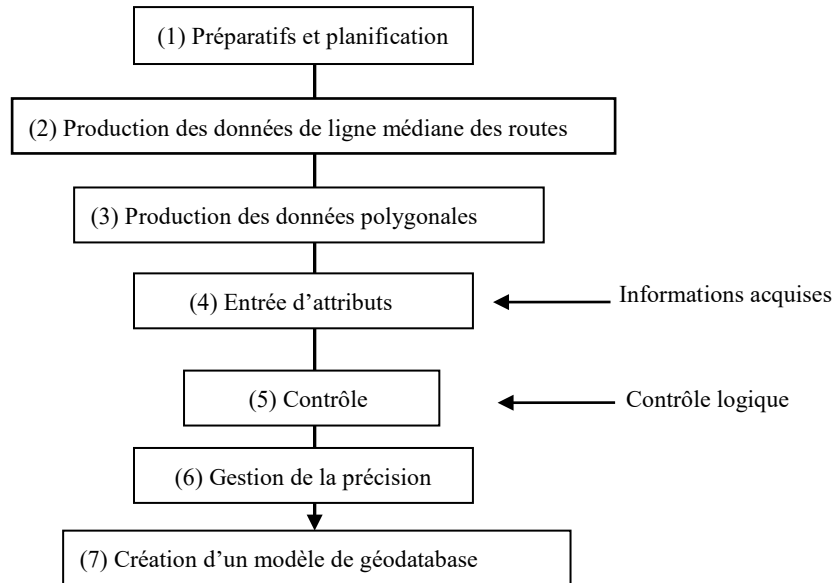 (1) Préparatifs et planification
(2) Production des données de ligne médiane des routes
(3) Production des données polygonales
(4) Entrée d’attributs
Informations acquises
(5) Contrôle
Contrôle logique
(6) Gestion de la précision
(7) Création d’un modèle de géodatabase